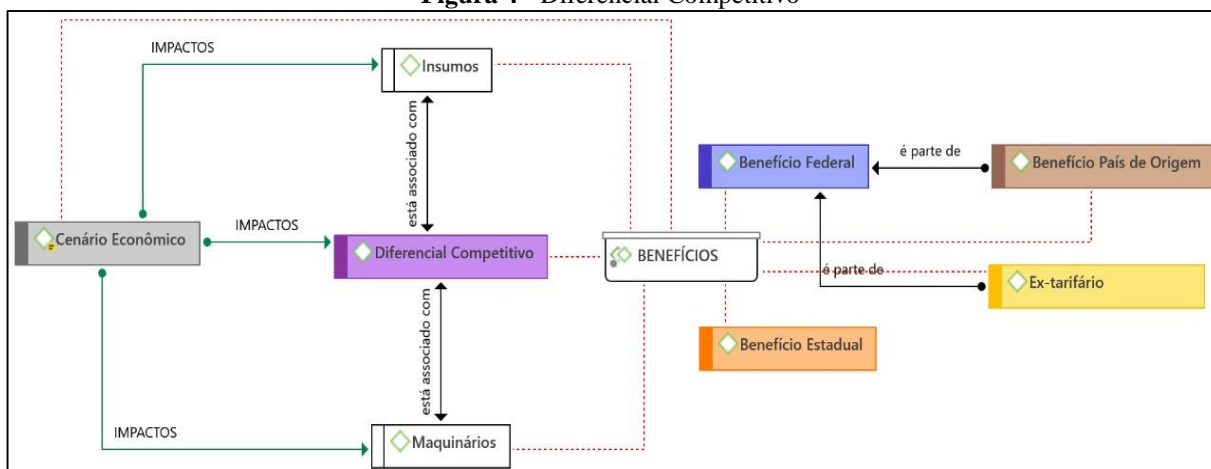 Figura 4 - Diferencial Competitivo
IMPACTOS
Insumos
está associado com
Benefício Federal
é parte de
Benefício País de Origem
Cenário Econômico
IMPACTOS
Diferencial Competitivo
BENEFÍCIOS
é parte de
Ex-tarifário
está associado com
Benefício Estadual
IMPACTOS
Maquinários